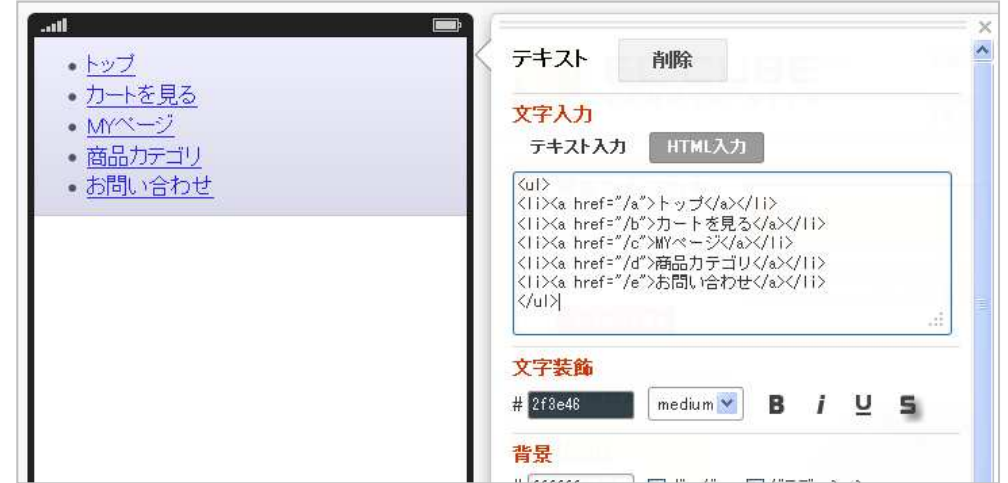 トップ
カートを見る
MYページ
商品カテゴリ
お問い合わせ
テキスト 削除
文字入力
テキスト入力 HTML入力
<ul>
<li><a href="/a">トップ</a></li>
<li><a href="/b">カートを見る</a></li>
<li><a href="/c">MYページ</a></li>
<li><a href="/d">商品カテゴリ</a></li>
<li><a href="/e">お問い合わせ</a></li>
</ul>
文字装飾
# 2f3e46 medium B i U S
背景